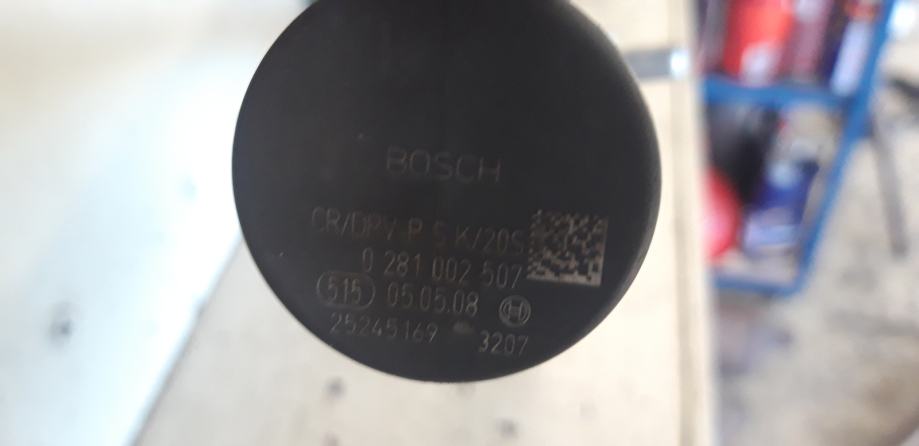 BOSCH
CR/DRV-P S K/20S
0 281 002 507
515 05.05.08
25245169 3207